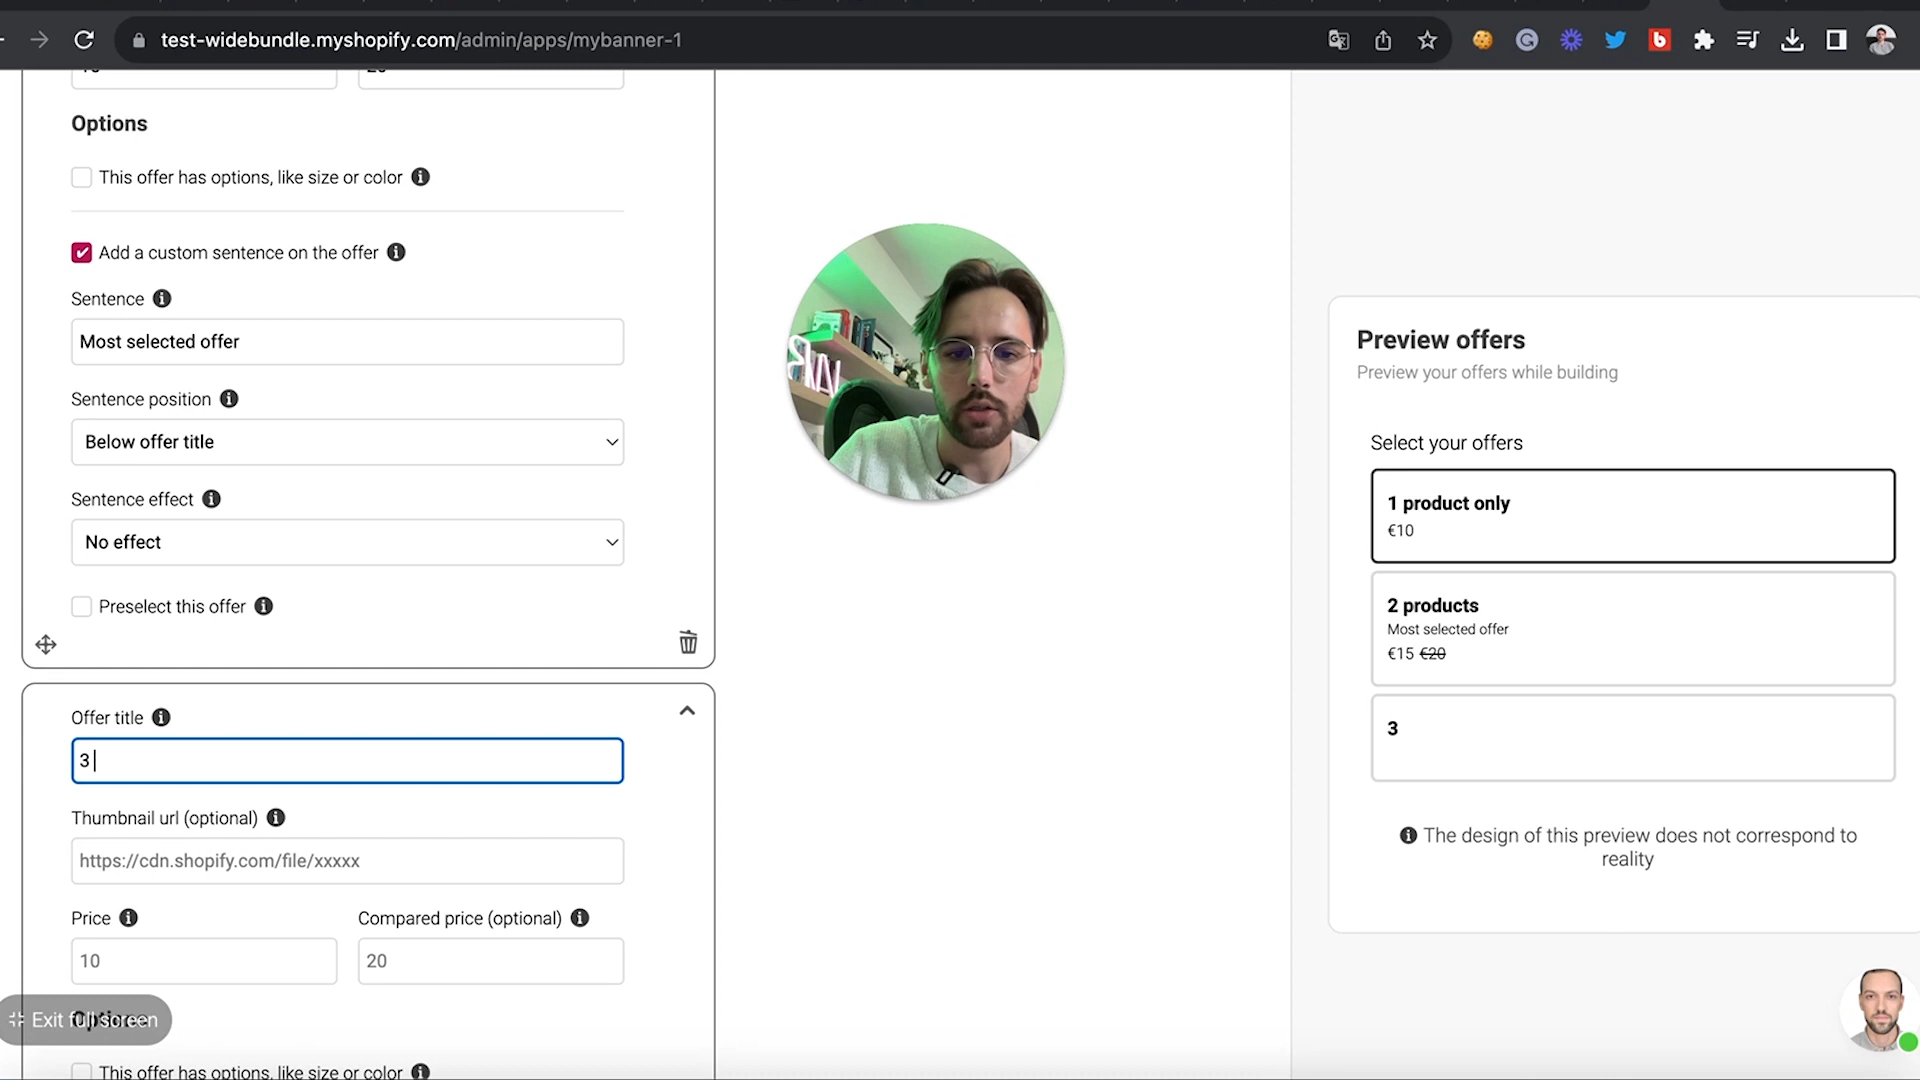 test-widebundle.myshopify.com/admin/apps/mybanner-1
Options
This offer has options, like size or color
Add a custom sentence on the offer
Sentence
Most selected offer
Sentence position
Below offer title
Sentence effect
No effect
Preselect this offer
Offer title
3
Thumbnail url (optional)
https://cdn.shopify.com/file/xxxxx
Price
Compared price (optional)
10
20
Exit full screen
Options
This offer has options, like size or color
Preview offers
Preview your offers while building
Select your offers
1 product only
€10
2 products
Most selected offer
€15 €20
3
The design of this preview does not correspond to
reality